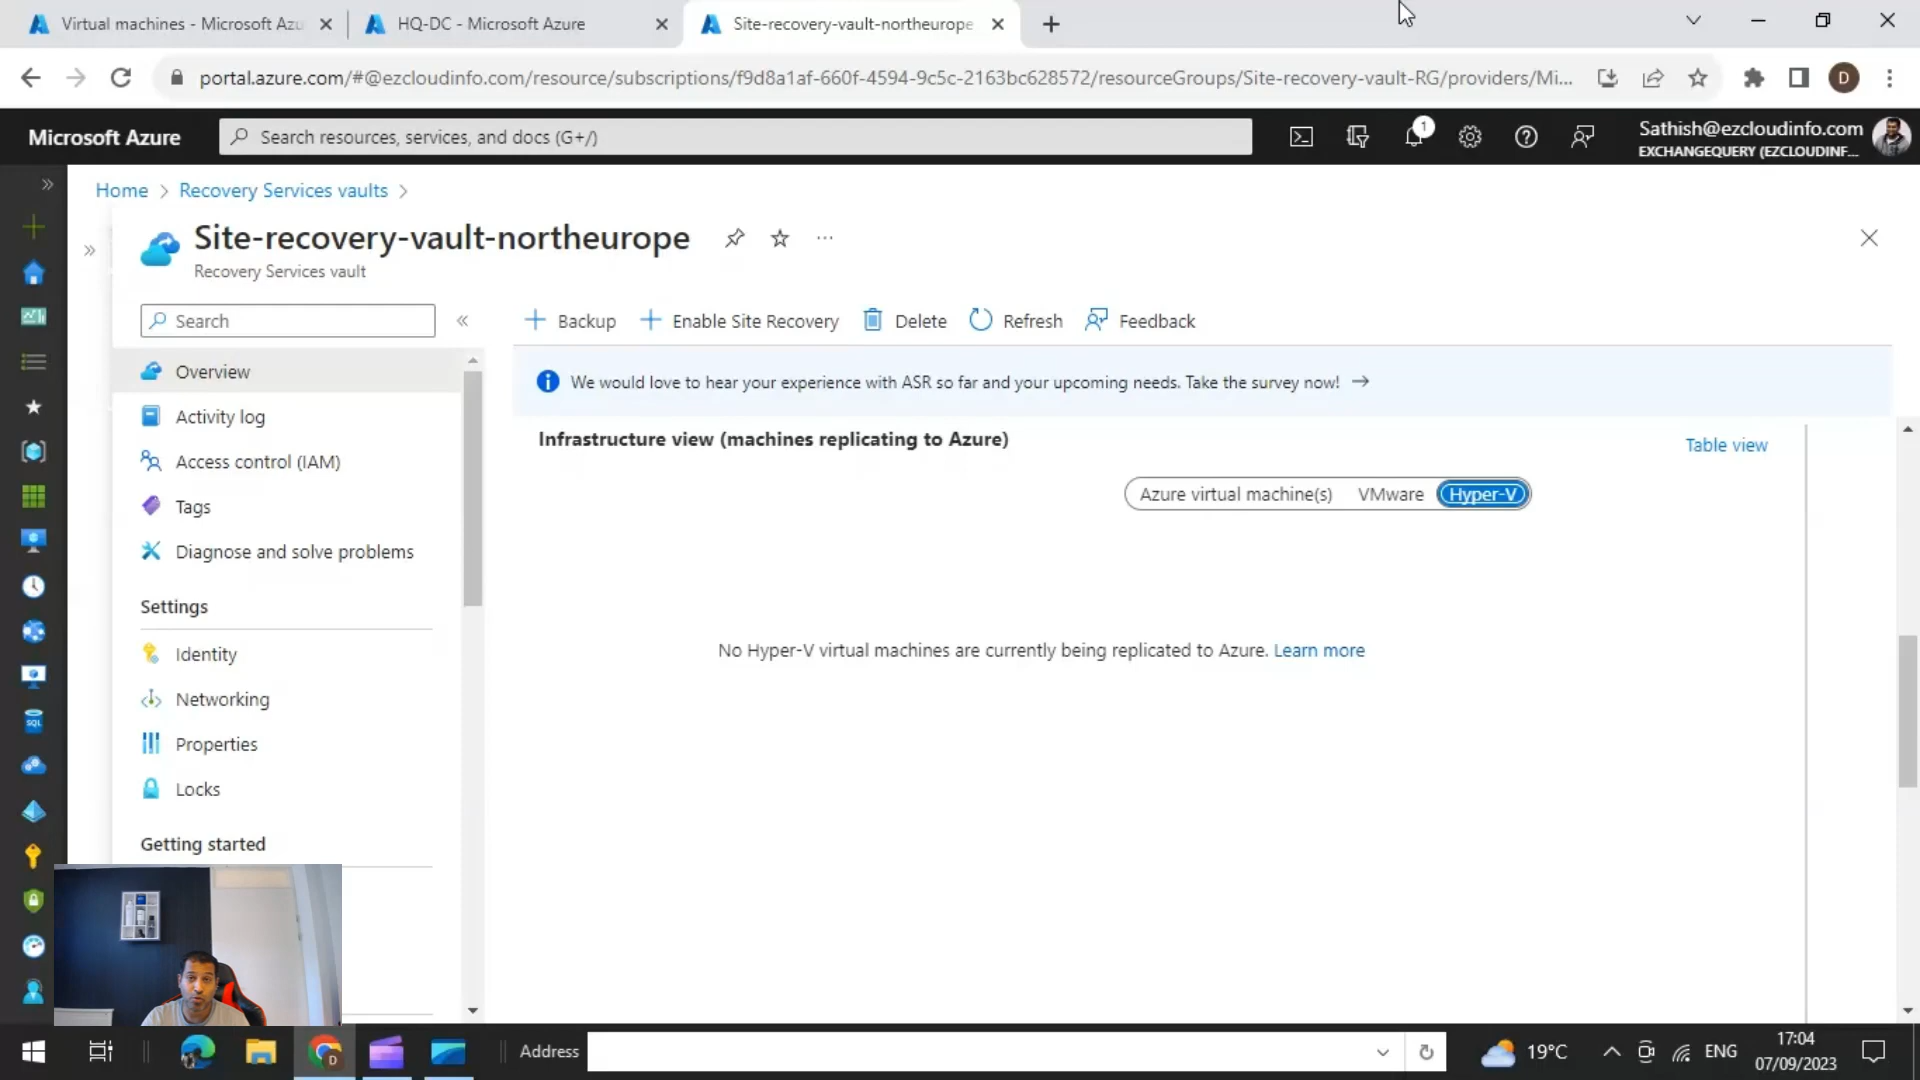 Virtual machines - Microsoft Azu
HQ-DC - Microsoft Azure
Site-recovery-vault-northeurope
portal.azure.com/#@ezcloudinfo.com/resource/subscriptions/f9d8a1af-660f-4594-9c5c-2163bc628572/resourceGroups/Site-recovery-vault-RG/providers/Mi...
D
Microsoft Azure
Search resources, services, and docs (G+/)
1
Sathish@ezcloudinfo.com
EXCHANGEQUERY (EZCLOUDINF...
Home > Recovery Services vaults >
Site-recovery-vault-northeurope
Recovery Services vault
Search
Backup
Enable Site Recovery
Delete
Refresh
Feedback
Overview
Activity log
Access control (IAM)
Tags
Diagnose and solve problems
Settings
Identity
Networking
Properties
Locks
Getting started
We would love to hear your experience with ASR so far and your upcoming needs. Take the survey now! →
Infrastructure view (machines replicating to Azure)
Table view
Azure virtual machine(s) VMware Hyper-V
No Hyper-V virtual machines are currently being replicated to Azure. Learn more
SQL
D
Address
19°C
ENG
17:04
07/09/2023